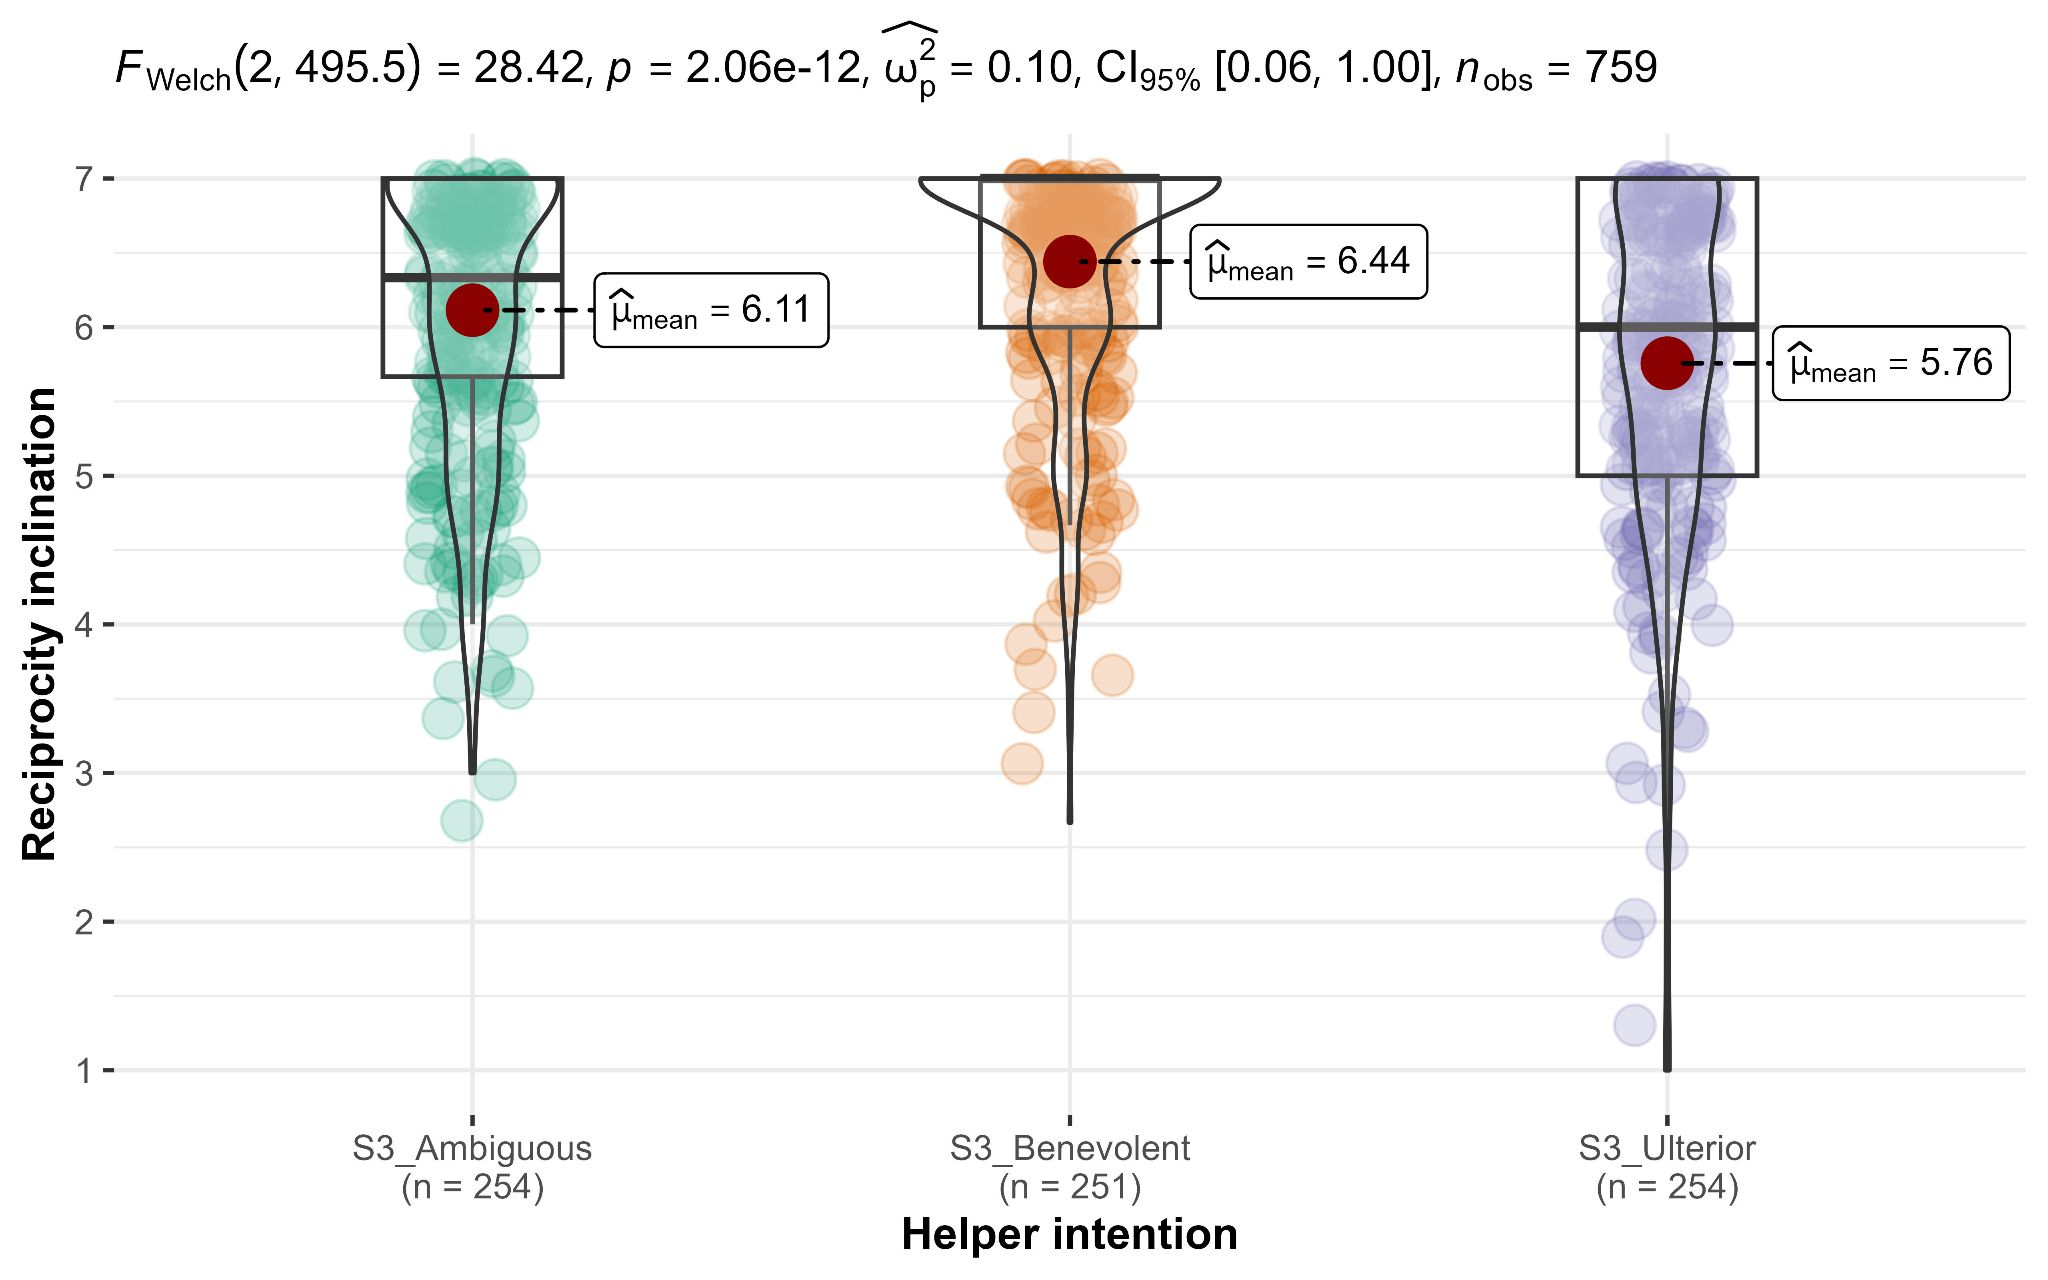 F_Welch(2, 495.5) = 28.42, p = 2.06e-12, ω̂²_p = 0.10, CI_95% [0.06, 1.00], n_obs = 759
7
6
5
4
3
2
1
Reciprocity inclination
μ̂_mean = 6.11
μ̂_mean = 6.44
μ̂_mean = 5.76
S3_Ambiguous
(n = 254)
S3_Benevolent
(n = 251)
S3_Ulterior
(n = 254)
Helper intention